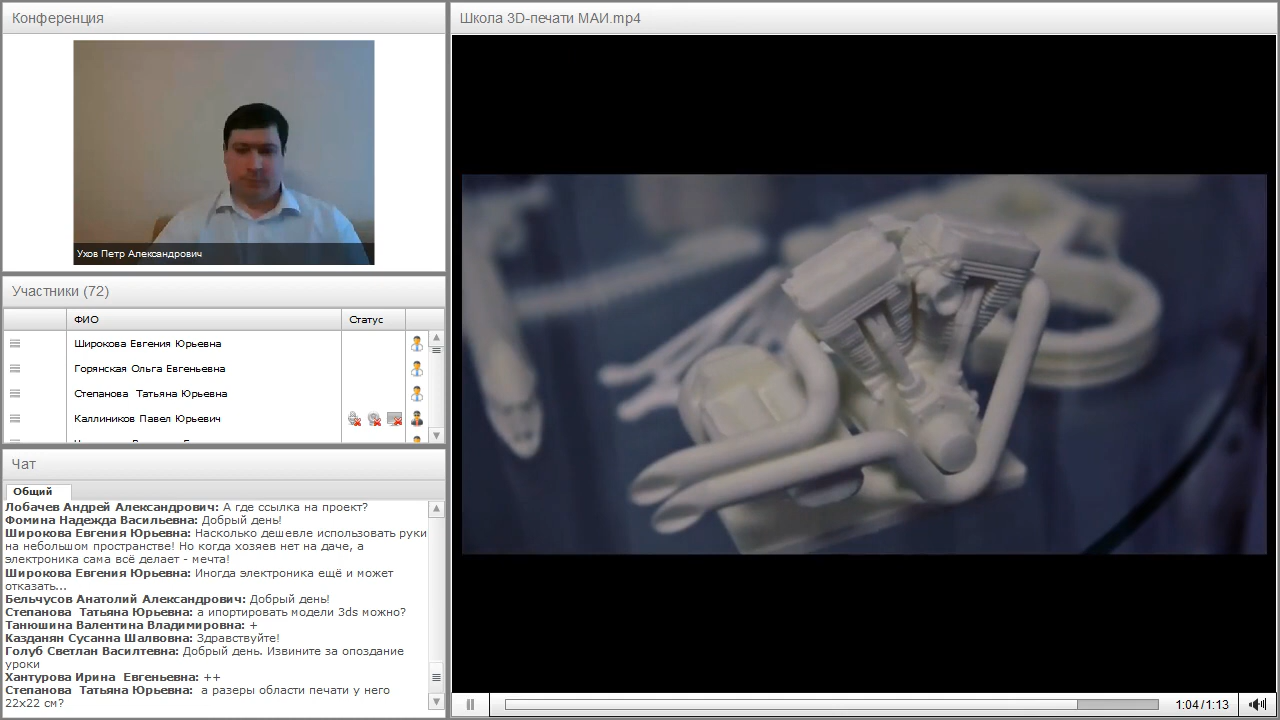 Конференция
Ухов Петр Александрович
Участники (72)
ФИО
Статус
Широкова Евгения Юрьевна
Горянская Ольга Евгеньевна
Степанова  Татьяна Юрьевна
Каллиников Павел Юрьевич
Чат
Общий
Лобачев Андрей Александрович: А где ссылка на проект?
Фомина Надежда Васильевна: Добрый день!
Широкова Евгения Юрьевна: Насколько дешевле использовать руки
на небольшом пространстве! Но когда хозяев нет на даче, а
электроника сама всё делает - мечта!
Широкова Евгения Юрьевна: Иногда электроника ещё и может
отказать...
Бельчусов Анатолий Александрович: Добрый день!
Степанова  Татьяна Юрьевна: а ипортировать модели 3ds можно?
Танюшина Валентина Владимировна: +
Казданян Сусанна Шалвовна: Здравствуйте!
Голуб Светлан Василтевна: Добрый день. Извините за опоздание
уроки
Хантурова Ирина  Евгеньевна: ++
Степанова  Татьяна Юрьевна:  а разеры области печати у него
22х22 см?
Школа 3D-печати МАИ.mp4
1:04/1:13